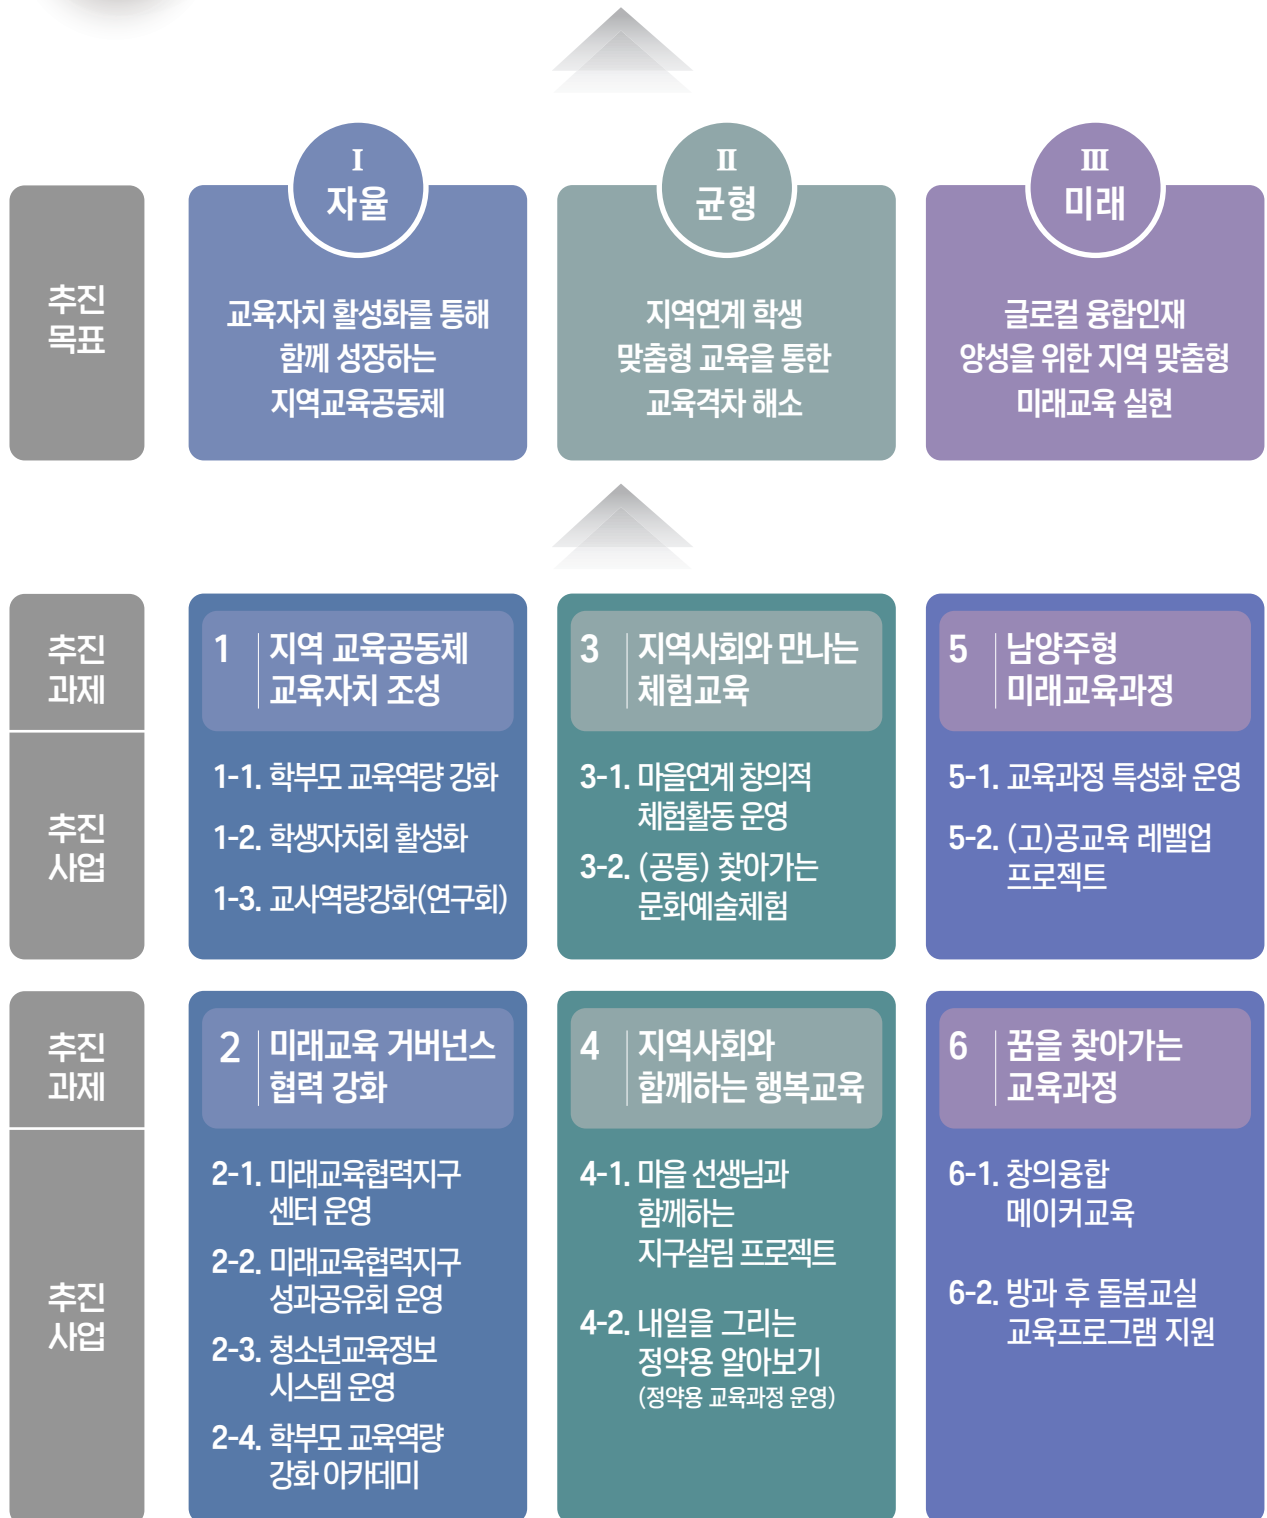 추진
목표
Ⅰ
자율
교육자치 활성화를 통해
함께 성장하는
지역교육공동체
Ⅱ
균형
지역연계 학생
맞춤형 교육을 통한
교육격차 해소
Ⅲ
미래
글로컬 융합인재
양성을 위한 지역 맞춤형
미래교육 실현
추진
과제
추진
사업
1 지역 교육공동체
교육자치 조성
1-1. 학부모 교육역량 강화
1-2. 학생자치회 활성화
1-3. 교사역량강화(연구회)
3 지역사회와 만나는
체험교육
3-1. 마을연계 창의적
체험활동 운영
3-2. (공통) 찾아가는
문화예술체험
5 남양주형
미래교육과정
5-1. 교육과정 특성화 운영
5-2. (고)공교육 레벨업
프로젝트
추진
과제
추진
사업
2 미래교육 거버넌스
협력 강화
2-1. 미래교육협력지구
센터 운영
2-2. 미래교육협력지구
성과공유회 운영
2-3. 청소년교육정보
시스템 운영
2-4. 학부모 교육역량
강화 아카데미
4 지역사회와
함께하는 행복교육
4-1. 마을 선생님과
함께하는
지구살림 프로젝트
4-2. 내일을 그리는
정약용 알아보기
(정약용 교육과정 운영)
6 꿈을 찾아가는
교육과정
6-1. 창의융합
메이커교육
6-2. 방과 후 돌봄교실
교육프로그램 지원